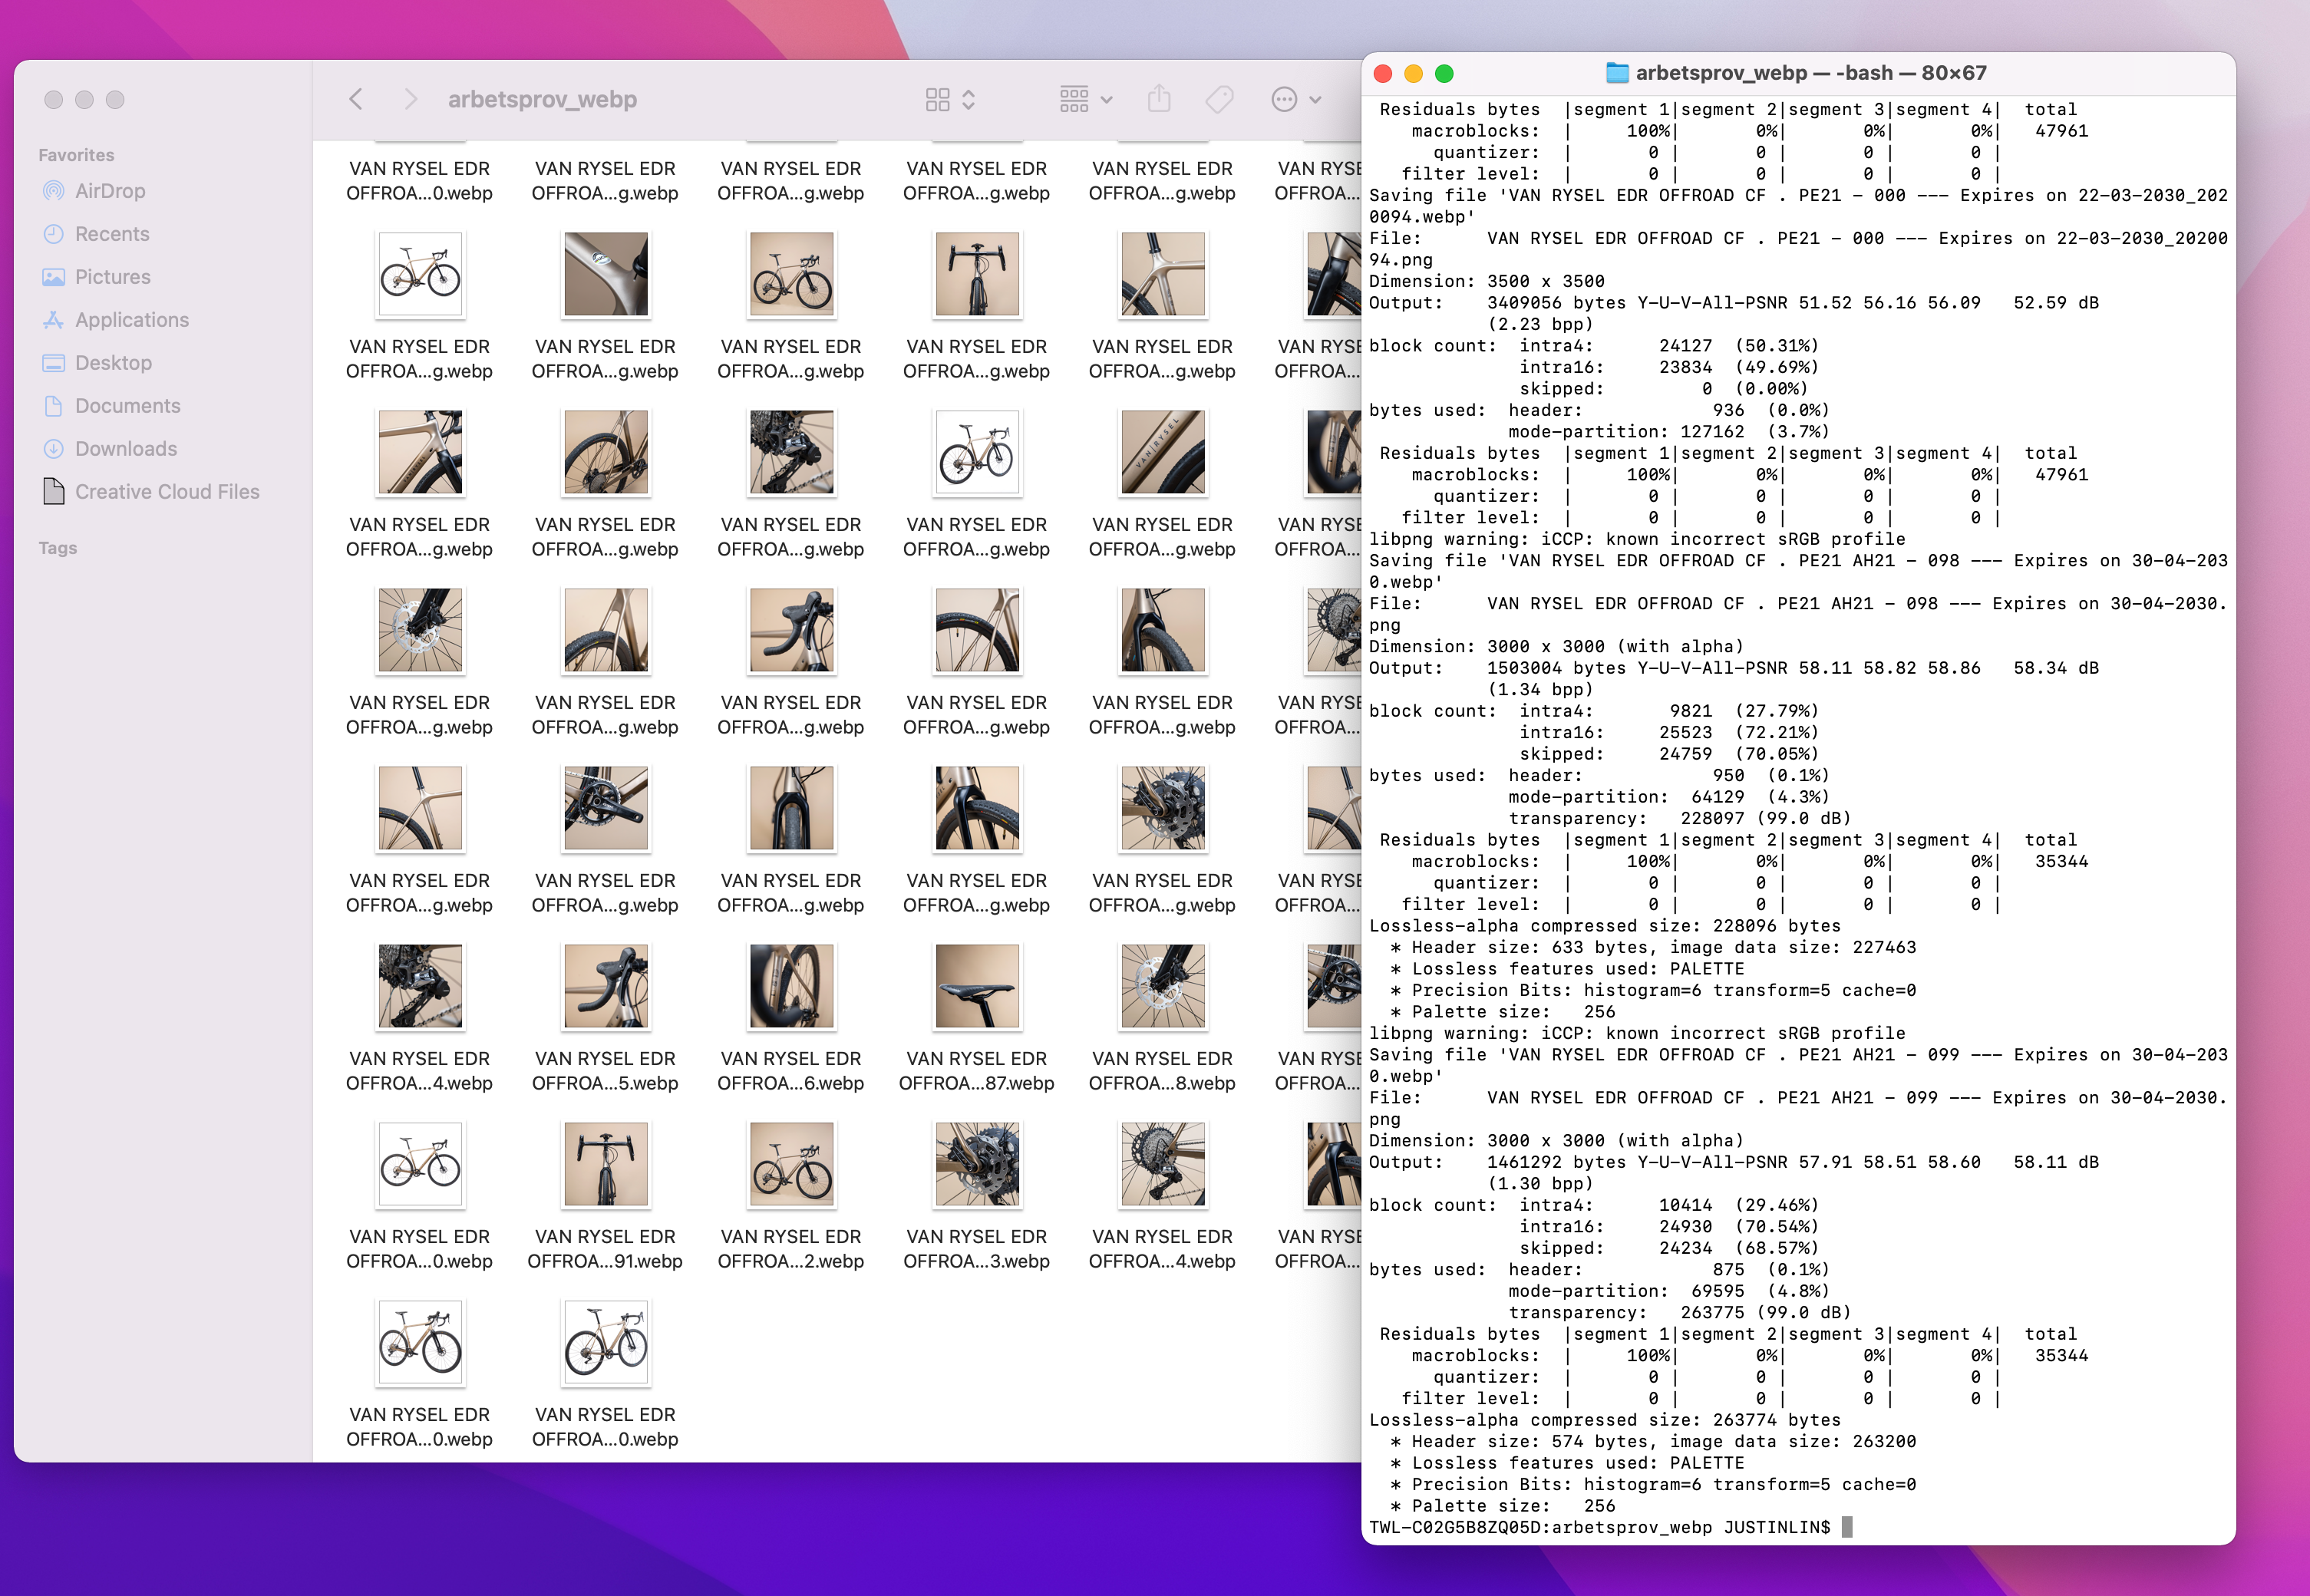 arbetsprov_webp
Favorites
AirDrop
Recents
Pictures
Applications
Desktop
Documents
Downloads
Creative Cloud Files
Tags
VAN RYSEL EDR VAN RYSEL EDR VAN RYSEL EDR VAN RYSEL EDR VAN RYSEL EDR VAN RYSE
OFFROA...0.webp OFFROA...g.webp OFFROA...g.webp OFFROA...g.webp OFFROA...g.webp OFFROA...
VAN RYSEL EDR VAN RYSEL EDR VAN RYSEL EDR VAN RYSEL EDR VAN RYSEL EDR VAN RYSE
OFFROA...g.webp OFFROA...g.webp OFFROA...g.webp OFFROA...g.webp OFFROA...g.webp OFFROA...
VANRYSEL
VAN RYSEL EDR VAN RYSEL EDR VAN RYSEL EDR VAN RYSEL EDR VAN RYSEL EDR VAN RYSE
OFFROA...g.webp OFFROA...g.webp OFFROA...g.webp OFFROA...g.webp OFFROA...g.webp OFFROA...
VAN RYSEL EDR VAN RYSEL EDR VAN RYSEL EDR VAN RYSEL EDR VAN RYSEL EDR VAN RYSE
OFFROA...g.webp OFFROA...g.webp OFFROA...g.webp OFFROA...g.webp OFFROA...g.webp OFFROA...
VAN RYSEL EDR VAN RYSEL EDR VAN RYSEL EDR VAN RYSEL EDR VAN RYSEL EDR VAN RYSE
OFFROA...g.webp OFFROA...g.webp OFFROA...g.webp OFFROA...g.webp OFFROA...g.webp OFFROA...
VAN RYSEL EDR VAN RYSEL EDR VAN RYSEL EDR VAN RYSEL EDR VAN RYSEL EDR VAN RYSE
OFFROA...4.webp OFFROA...5.webp OFFROA...6.webp OFFROA...87.webp OFFROA...8.webp OFFROA...
VAN RYSEL EDR VAN RYSEL EDR VAN RYSEL EDR VAN RYSEL EDR VAN RYSEL EDR VAN RYSE
OFFROA...0.webp OFFROA...91.webp OFFROA...2.webp OFFROA...3.webp OFFROA...4.webp OFFROA...
VAN RYSEL EDR VAN RYSEL EDR
OFFROA...0.webp OFFROA...0.webp
arbetsprov_webp — -bash — 80×67
Residuals bytes |segment 1|segment 2|segment 3|segment 4| total
macroblocks: | 100%| 0%| 0%| 0%| 47961
quantizer: | 0 | 0 | 0 | 0 |
filter level: | 0 | 0 | 0 | 0 |
Saving file 'VAN RYSEL EDR OFFROAD CF . PE21 - 000 --- Expires on 22-03-2030_202
0094.webp'
File: VAN RYSEL EDR OFFROAD CF . PE21 - 000 --- Expires on 22-03-2030_20200
94.png
Dimension: 3500 x 3500
Output: 3409056 bytes Y-U-V-All-PSNR 51.52 56.16 56.09 52.59 dB
(2.23 bpp)
block count: intra4: 24127 (50.31%)
intra16: 23834 (49.69%)
skipped: 0 (0.00%)
bytes used: header: 936 (0.0%)
mode-partition: 127162 (3.7%)
Residuals bytes |segment 1|segment 2|segment 3|segment 4| total
macroblocks: | 100%| 0%| 0%| 0%| 47961
quantizer: | 0 | 0 | 0 | 0 |
filter level: | 0 | 0 | 0 | 0 |
libpng warning: iCCP: known incorrect sRGB profile
Saving file 'VAN RYSEL EDR OFFROAD CF . PE21 AH21 - 098 --- Expires on 30-04-203
0.webp'
File: VAN RYSEL EDR OFFROAD CF . PE21 AH21 - 098 --- Expires on 30-04-2030.
png
Dimension: 3000 x 3000 (with alpha)
Output: 1503004 bytes Y-U-V-All-PSNR 58.11 58.82 58.86 58.34 dB
(1.34 bpp)
block count: intra4: 9821 (27.79%)
intra16: 25523 (72.21%)
skipped: 24759 (70.05%)
bytes used: header: 950 (0.1%)
mode-partition: 64129 (4.3%)
transparency: 228097 (99.0 dB)
Residuals bytes |segment 1|segment 2|segment 3|segment 4| total
macroblocks: | 100%| 0%| 0%| 0%| 35344
quantizer: | 0 | 0 | 0 | 0 |
filter level: | 0 | 0 | 0 | 0 |
Lossless-alpha compressed size: 228096 bytes
* Header size: 633 bytes, image data size: 227463
* Lossless features used: PALETTE
* Precision Bits: histogram=6 transform=5 cache=0
* Palette size: 256
libpng warning: iCCP: known incorrect sRGB profile
Saving file 'VAN RYSEL EDR OFFROAD CF . PE21 AH21 - 099 --- Expires on 30-04-203
0.webp'
File: VAN RYSEL EDR OFFROAD CF . PE21 AH21 - 099 --- Expires on 30-04-2030.
png
Dimension: 3000 x 3000 (with alpha)
Output: 1461292 bytes Y-U-V-All-PSNR 57.91 58.51 58.60 58.11 dB
(1.30 bpp)
block count: intra4: 10414 (29.46%)
intra16: 24930 (70.54%)
skipped: 24234 (68.57%)
bytes used: header: 875 (0.1%)
mode-partition: 69595 (4.8%)
transparency: 263775 (99.0 dB)
Residuals bytes |segment 1|segment 2|segment 3|segment 4| total
macroblocks: | 100%| 0%| 0%| 0%| 35344
quantizer: | 0 | 0 | 0 | 0 |
filter level: | 0 | 0 | 0 | 0 |
Lossless-alpha compressed size: 263774 bytes
* Header size: 574 bytes, image data size: 263200
* Lossless features used: PALETTE
* Precision Bits: histogram=6 transform=5 cache=0
* Palette size: 256
TWL-C02G5B8ZQ05D:arbetsprov_webp JUSTINLIN$